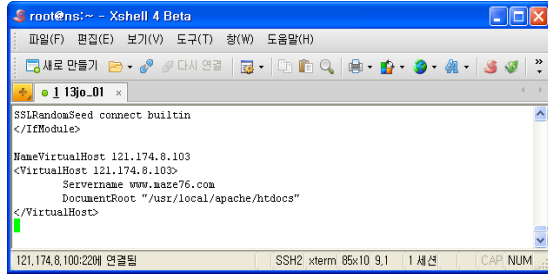 root@ns:~ - Xshell 4 Beta
파일(F) 편집(E) 보기(V) 도구(T) 창(W) 도움말(H)
새로 만들기 다시 연결
1 13jo_01
SSLRandomSeed connect builtin
</IfModule>
NameVirtualHost 121.174.8.103
<VirtualHost 121.174.8.103>
Servername www.maze76.com
DocumentRoot "/usr/local/apache/htdocs"
</VirtualHost>
121.174.8.100:22에 연결됨 SSH2 xterm 85x10 9,1 1 세션 CAP NUM